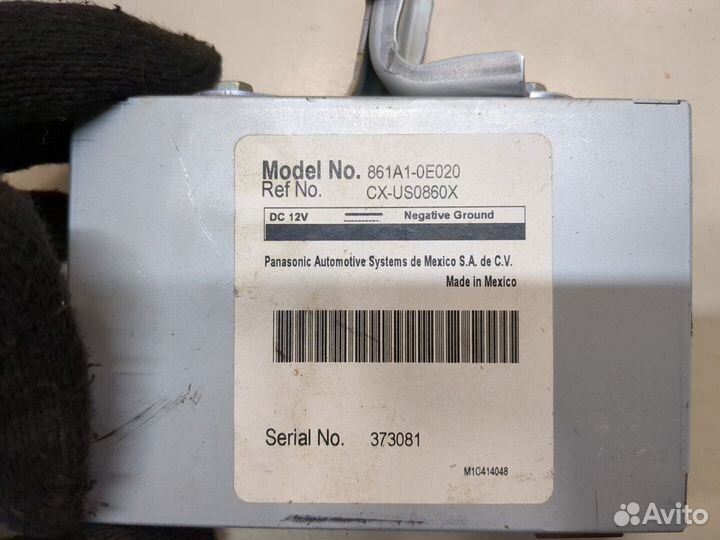 Model No. 861A1-0E020
Ref No. CX-US0860X
DC 12V Negative Ground
Panasonic Automotive Systems de Mexico S.A. de C.V.
Made in Mexico
Serial No. 373081
M1C414048
Avito